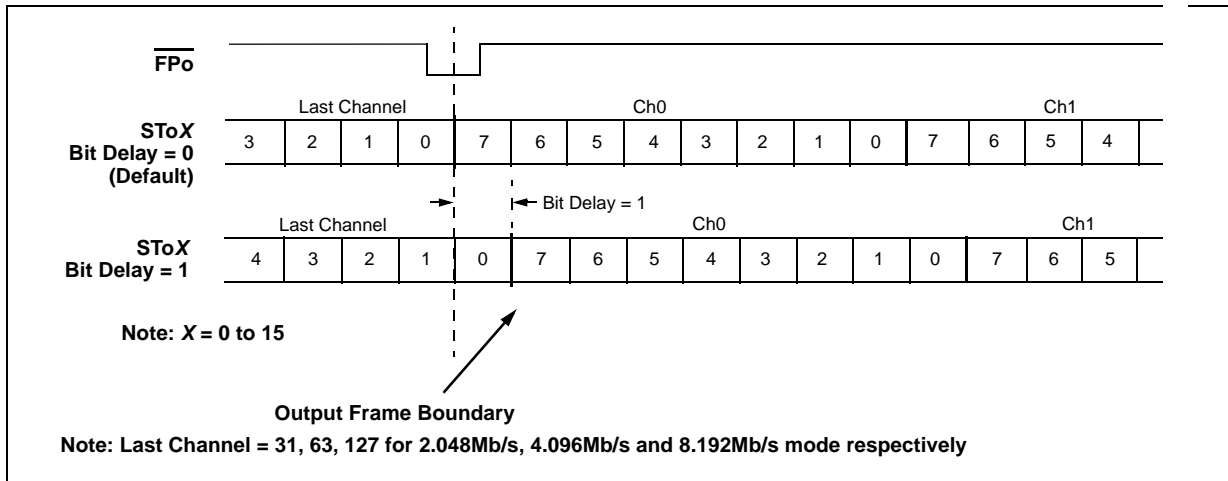 FPo
Last Channel Ch0 Ch1
SToX
Bit Delay = 0
(Default)
3 2 1 0 7 6 5 4 3 2 1 0 7 6 5 4
Bit Delay = 1
Last Channel Ch0 Ch1
SToX
Bit Delay = 1
4 3 2 1 0 7 6 5 4 3 2 1 0 7 6 5
Note: X = 0 to 15
Output Frame Boundary
Note: Last Channel = 31, 63, 127 for 2.048Mb/s, 4.096Mb/s and 8.192Mb/s mode respectively